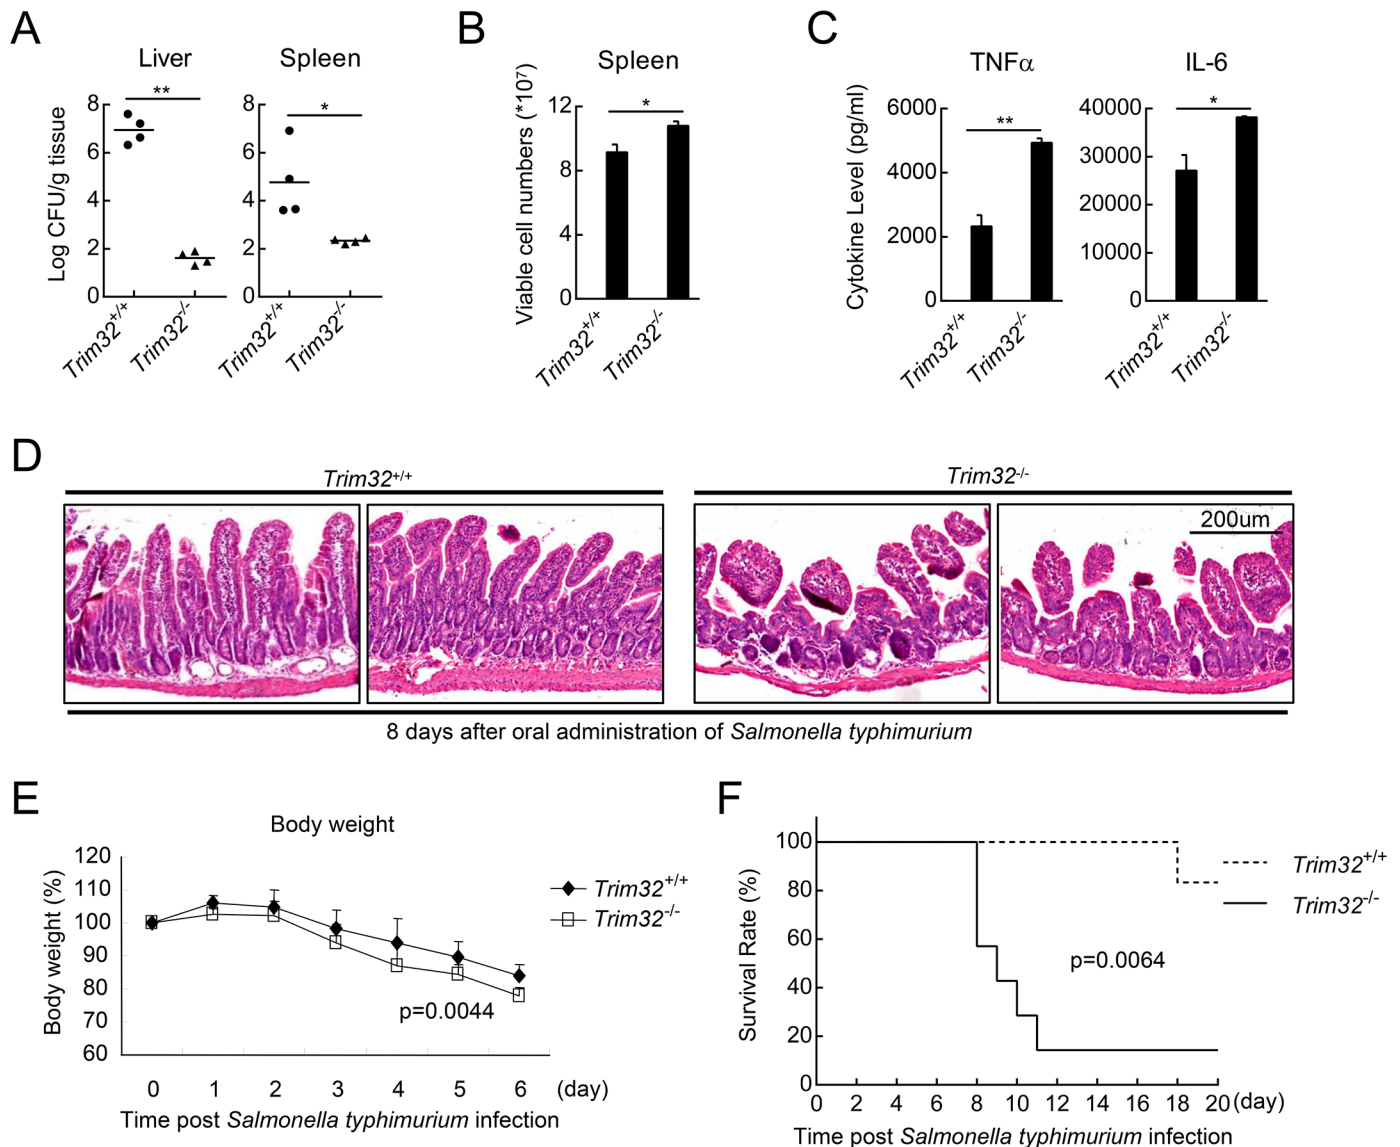 A
Liver
Spleen
**
*
Log CFU/g tissue
8
6
4
2
0
8
6
4
2
0
Trim32+/+
Trim32-/-
Trim32+/+
Trim32-/-
B
Spleen
*
Viable cell numbers (*10⁷)
12
8
4
0
Trim32+/+
Trim32-/-
C
TNFα
IL-6
**
*
Cytokine Level (pg/ml)
6000
4000
2000
0
40000
30000
20000
10000
0
Trim32+/+
Trim32-/-
Trim32+/+
Trim32-/-
D
Trim32+/+
Trim32-/-
200um
8 days after oral administration of Salmonella typhimurium
E
Body weight
Body weight (%)
120
110
100
90
80
70
60
Trim32+/+
Trim32-/-
p=0.0044
0 1 2 3 4 5 6 (day)
Time post Salmonella typhimurium infection
F
Survival Rate (%)
100
80
60
40
20
0
Trim32+/+
Trim32-/-
p=0.0064
0 2 4 6 8 10 12 14 16 18 20 (day)
Time post Salmonella typhimurium infection